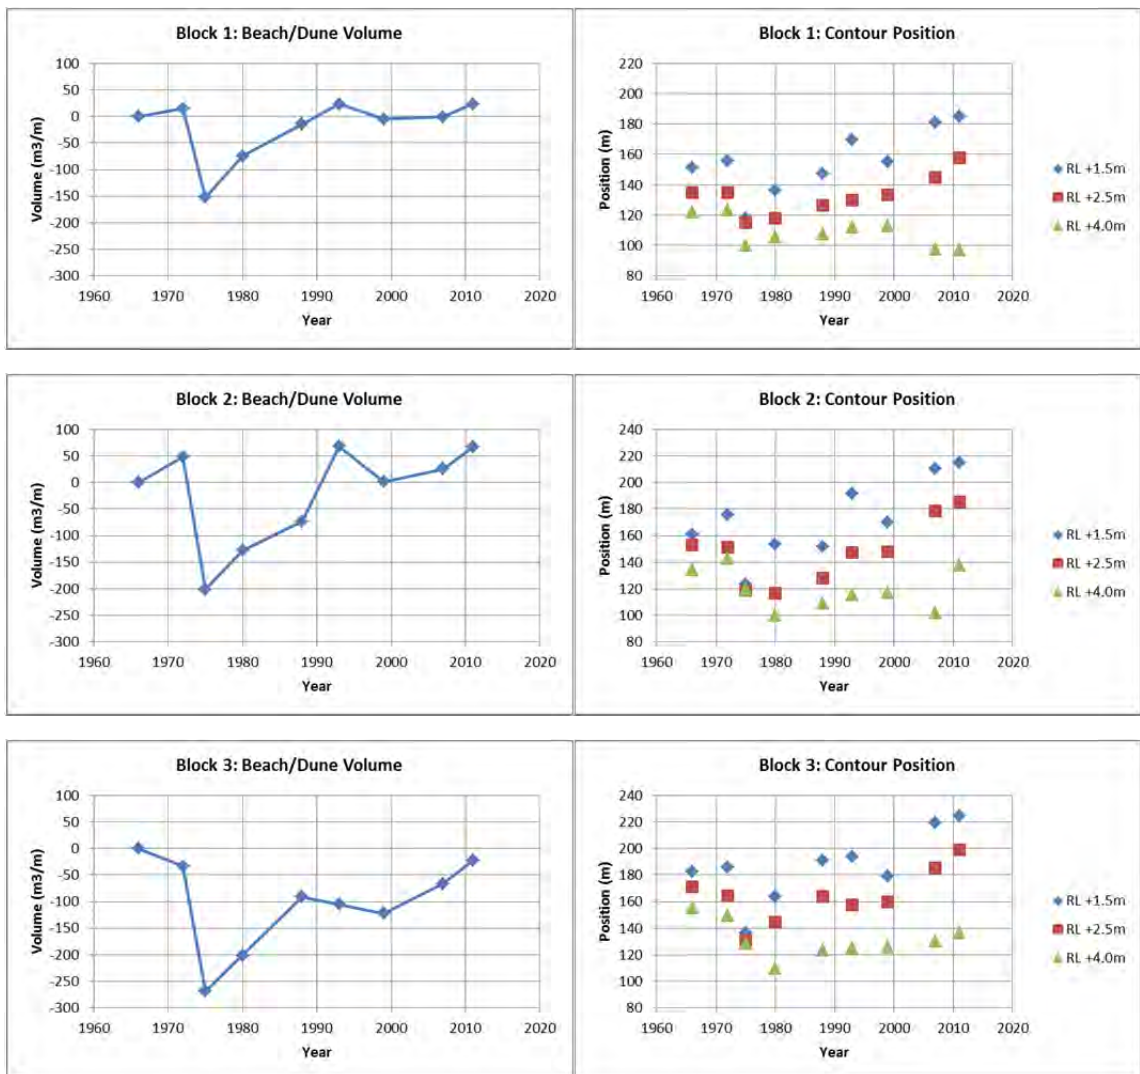 Block 1: Beach/Dune Volume
Volume (m3/m)
100
50
0
-50
-100
-150
-200
-250
-300
1960 1970 1980 1990 2000 2010 2020
Year
Block 1: Contour Position
Position (m)
220
200
180
160
140
120
100
80
1960 1970 1980 1990 2000 2010 2020
Year
RL +1.5m
RL +2.5m
RL +4.0m
Block 2: Beach/Dune Volume
Volume (m3/m)
100
50
0
-50
-100
-150
-200
-250
-300
1960 1970 1980 1990 2000 2010 2020
Year
Block 2: Contour Position
Position (m)
240
220
200
180
160
140
120
100
80
1960 1970 1980 1990 2000 2010 2020
Year
RL +1.5m
RL +2.5m
RL +4.0m
Block 3: Beach/Dune Volume
Volume (m3/m)
100
50
0
-50
-100
-150
-200
-250
-300
1960 1970 1980 1990 2000 2010 2020
Year
Block 3: Contour Position
Position (m)
240
220
200
180
160
140
120
100
80
1960 1970 1980 1990 2000 2010 2020
Year
RL +1.5m
RL +2.5m
RL +4.0m